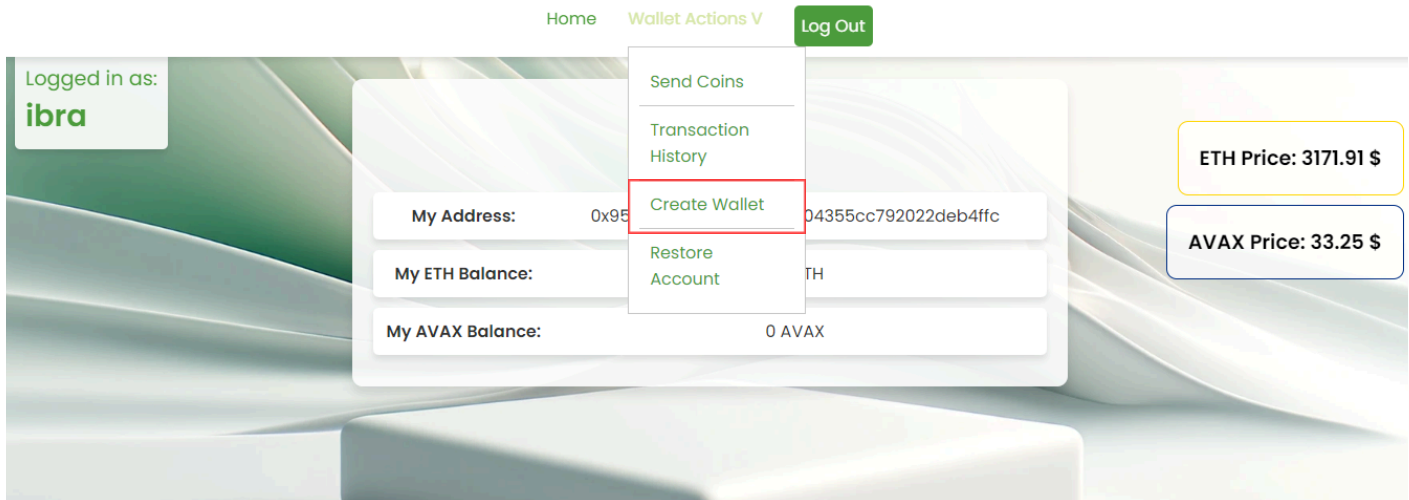 Home Wallet Actions V Log Out
Logged in as:
ibra
Send Coins
Transaction
History
Create Wallet
Restore
Account
My Address: 0x95 04355cc792022deb4ffc
My ETH Balance: TH
My AVAX Balance: 0 AVAX
ETH Price: 3171.91 $
AVAX Price: 33.25 $